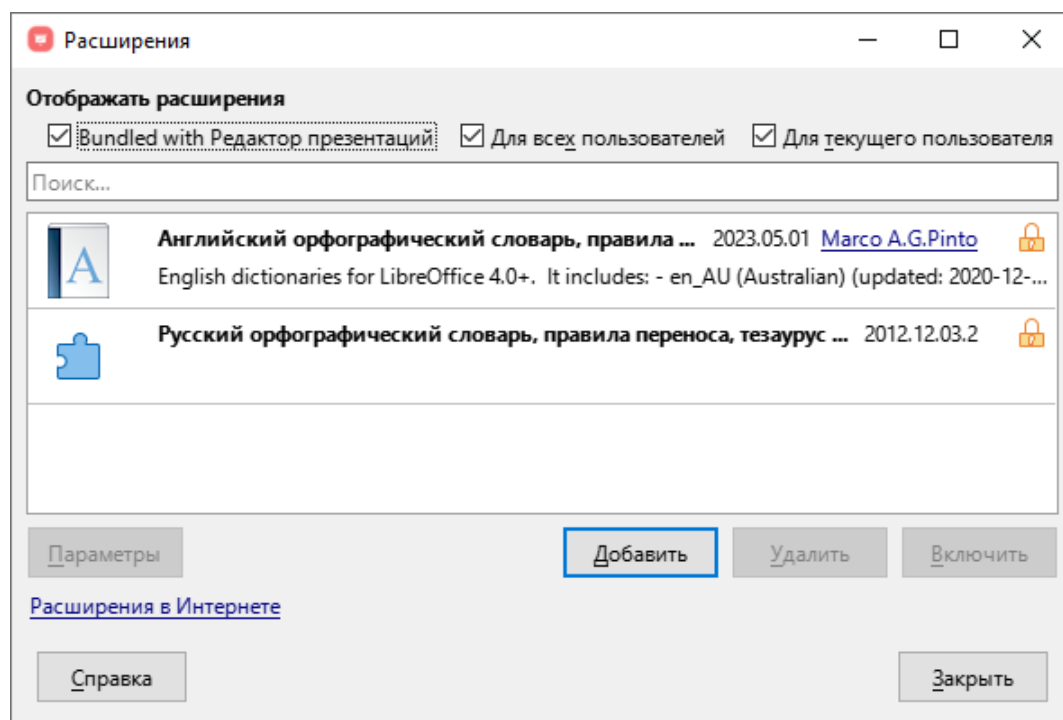 Расширения
Отображать расширения
Bundled with Редактор презентаций Для всех пользователей Для текущего пользователя
Поиск...
Английский орфографический словарь, правила ... 2023.05.01 Marco A.G.Pinto
English dictionaries for LibreOffice 4.0+. It includes: - en_AU (Australian) (updated: 2020-12-...
Русский орфографический словарь, правила переноса, тезаурус ... 2012.12.03.2
Параметры Добавить Удалить Включить
Расширения в Интернете
Справка Закрыть